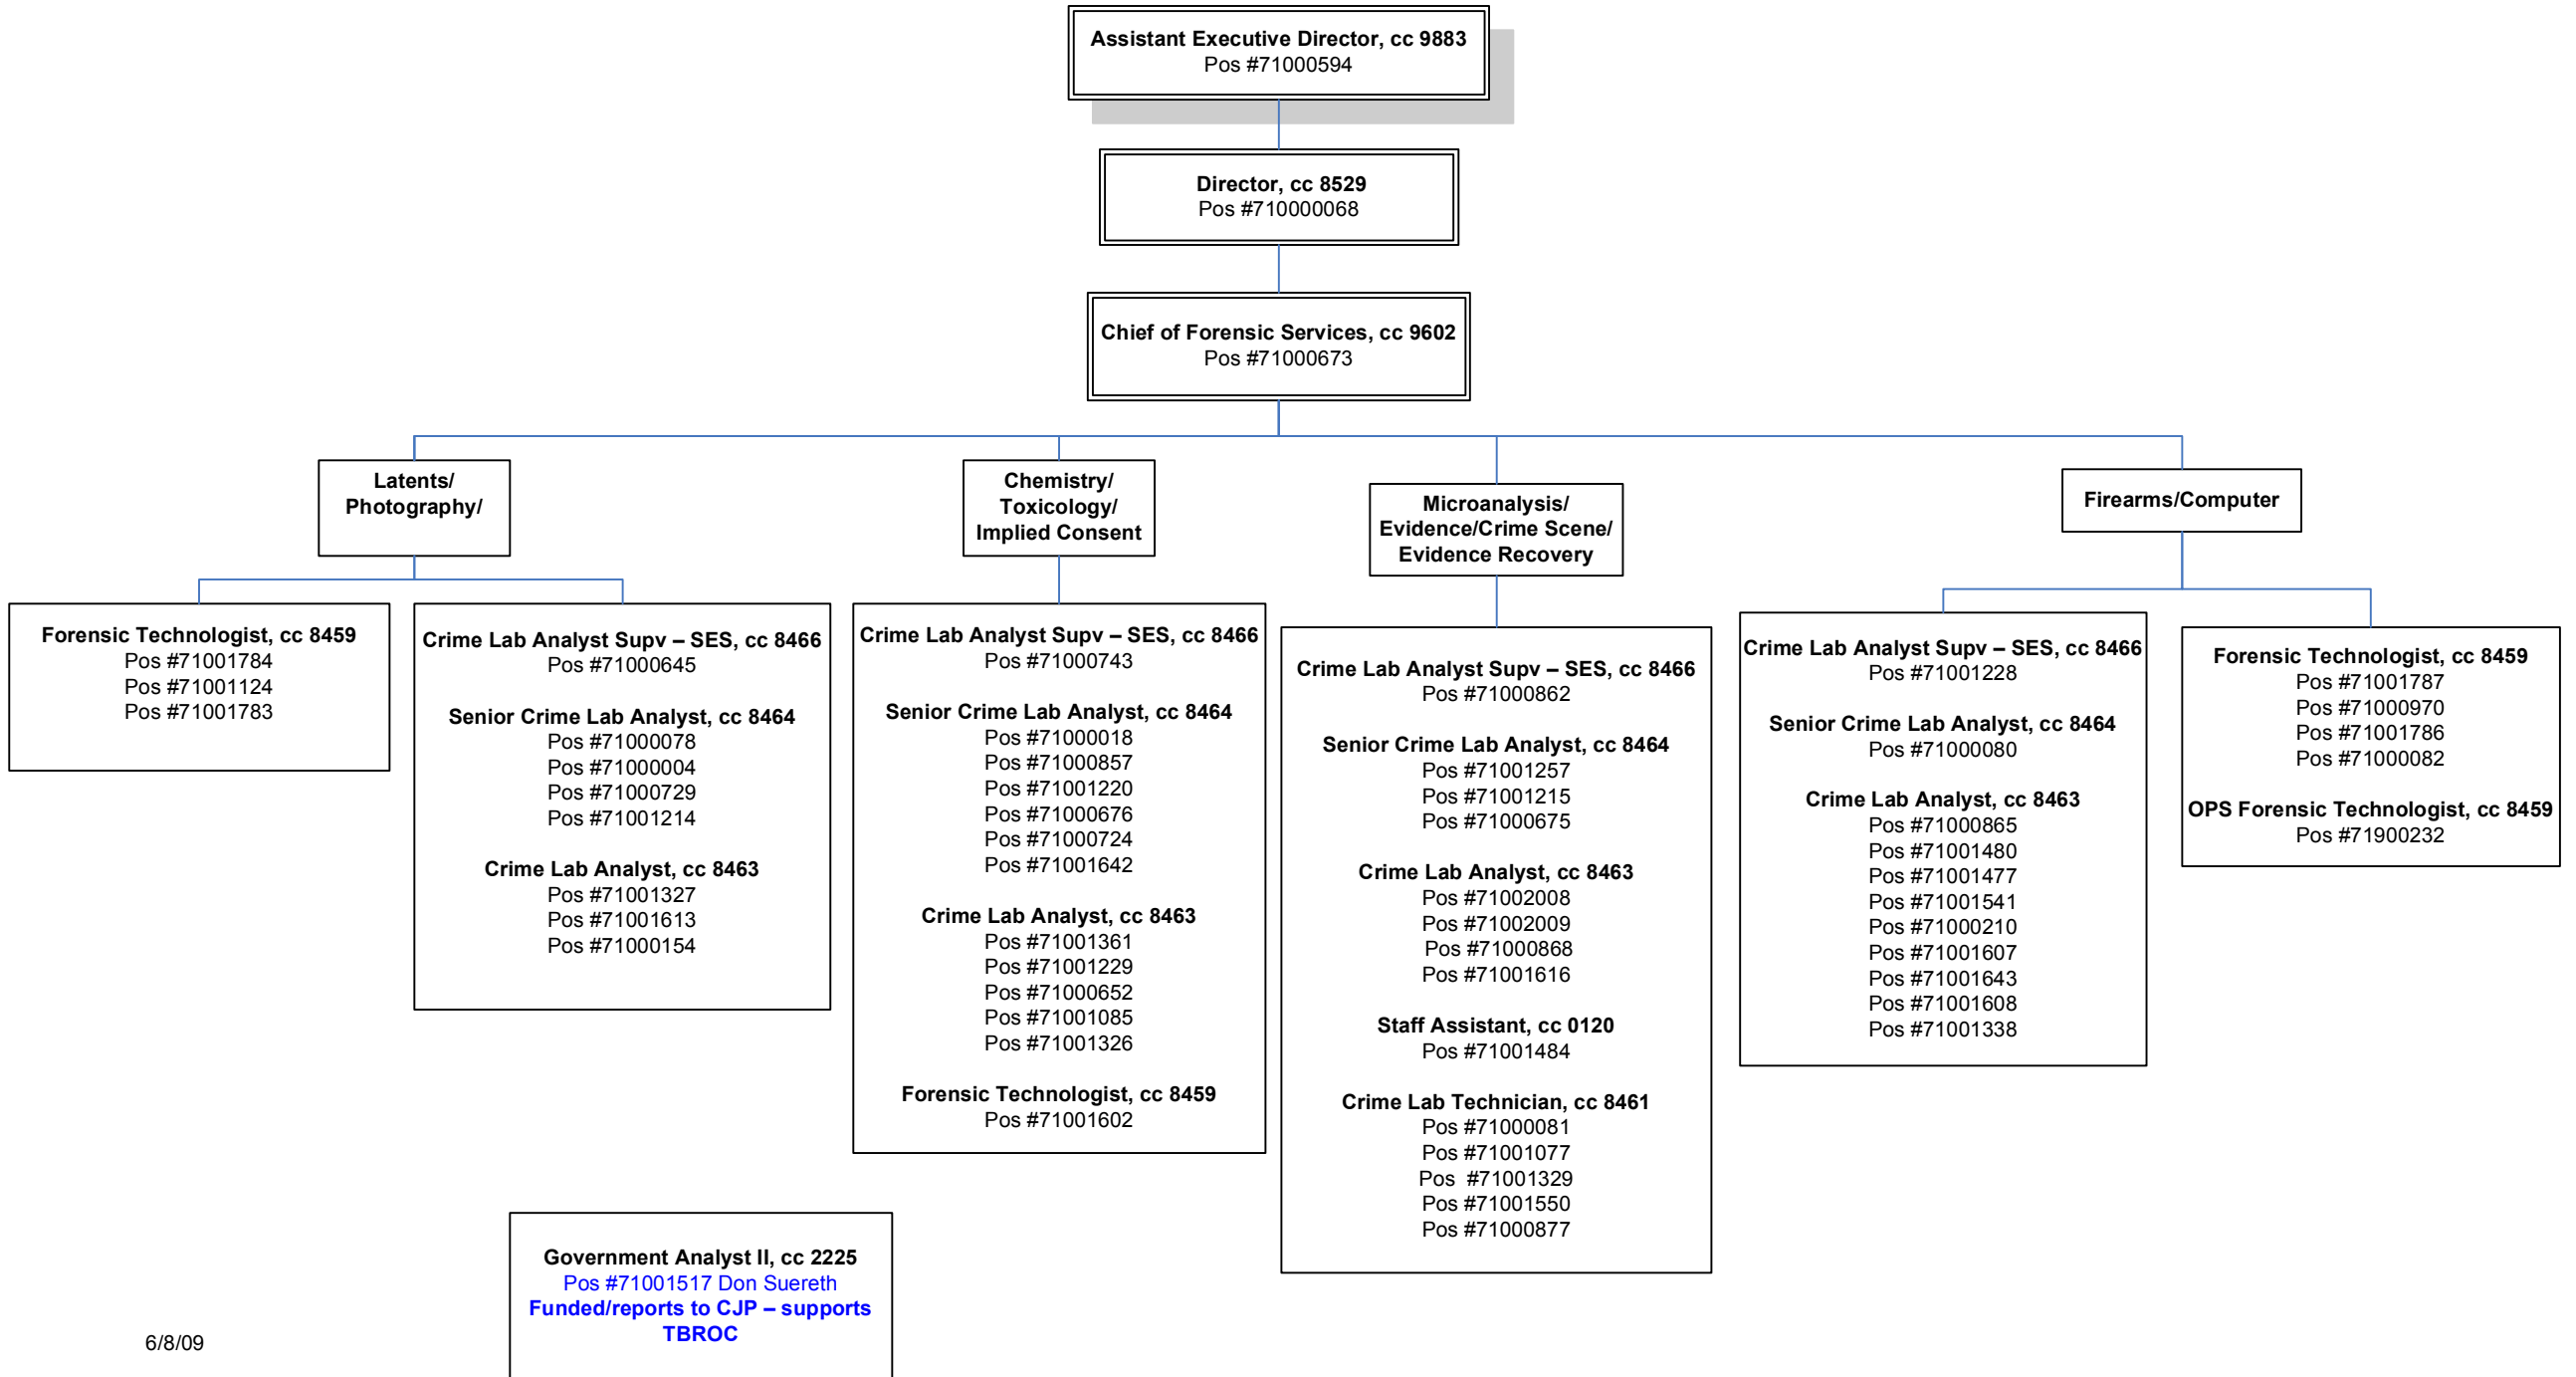 Assistant Executive Director, cc 9883
Pos #71000594
Director, cc 8529
Pos #710000068
Chief of Forensic Services, cc 9602
Pos #71000673
Latents/
Photography/
Chemistry/
Toxicology/
Implied Consent
Microanalysis/
Evidence/Crime Scene/
Evidence Recovery
Firearms/Computer
Forensic Technologist, cc 8459
Pos #71001784
Pos #71001124
Pos #71001783
Crime Lab Analyst Supv – SES, cc 8466
Pos #71000645
Senior Crime Lab Analyst, cc 8464
Pos #71000078
Pos #71000004
Pos #71000729
Pos #71001214
Crime Lab Analyst, cc 8463
Pos #71001327
Pos #71001613
Pos #71000154
Crime Lab Analyst Supv – SES, cc 8466
Pos #71000743
Senior Crime Lab Analyst, cc 8464
Pos #71000018
Pos #71000857
Pos #71001220
Pos #71000676
Pos #71000724
Pos #71001642
Crime Lab Analyst, cc 8463
Pos #71001361
Pos #71001229
Pos #71000652
Pos #71001085
Pos #71001326
Forensic Technologist, cc 8459
Pos #71001602
Crime Lab Analyst Supv – SES, cc 8466
Pos #71000862
Senior Crime Lab Analyst, cc 8464
Pos #71001257
Pos #71001215
Pos #71000675
Crime Lab Analyst, cc 8463
Pos #71002008
Pos #71002009
Pos #71000868
Pos #71001616
Staff Assistant, cc 0120
Pos #71001484
Crime Lab Technician, cc 8461
Pos #71000081
Pos #71001077
Pos #71001329
Pos #71001550
Pos #71000877
Crime Lab Analyst Supv – SES, cc 8466
Pos #71001228
Senior Crime Lab Analyst, cc 8464
Pos #71000080
Crime Lab Analyst, cc 8463
Pos #71000865
Pos #71001480
Pos #71001477
Pos #71001541
Pos #71000210
Pos #71001607
Pos #71001643
Pos #71001608
Pos #71001338
Forensic Technologist, cc 8459
Pos #71001787
Pos #71000970
Pos #71001786
Pos #71000082
OPS Forensic Technologist, cc 8459
Pos #71900232
Government Analyst II, cc 2225
Pos #71001517 Don Suereth
Funded/reports to CJP – supports
TBROC
6/8/09